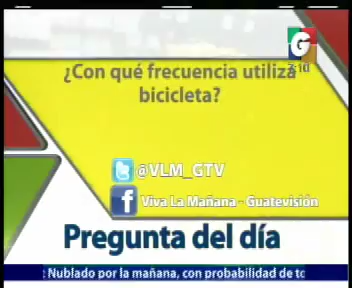 G
¿Con qué frecuencia utiliza
bicicleta?
@VLM_GTV
f Viva La Mañana - Guatevisión
Pregunta del día
: Nublado por la mañana, con probabilidad de to